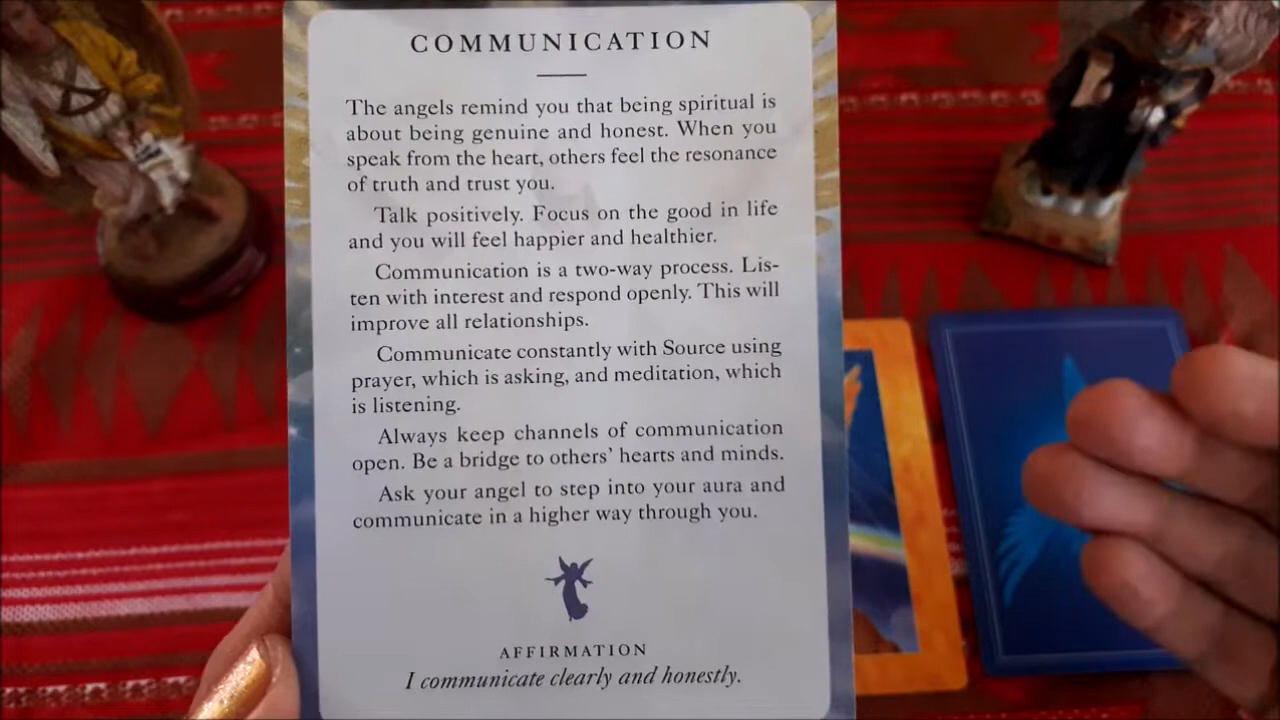 COMMUNICATION
The angels remind you that being spiritual is
about being genuine and honest. When you
speak from the heart, others feel the resonance
of truth and trust you.
Talk positively. Focus on the good in life
and you will feel happier and healthier.
Communication is a two-way process. Lis-
ten with interest and respond openly. This will
improve all relationships.
Communicate constantly with Source using
prayer, which is asking, and meditation, which
is listening.
Always keep channels of communication
open. Be a bridge to others’ hearts and minds.
Ask your angel to step into your aura and
communicate in a higher way through you.
AFFIRMATION
I communicate clearly and honestly.